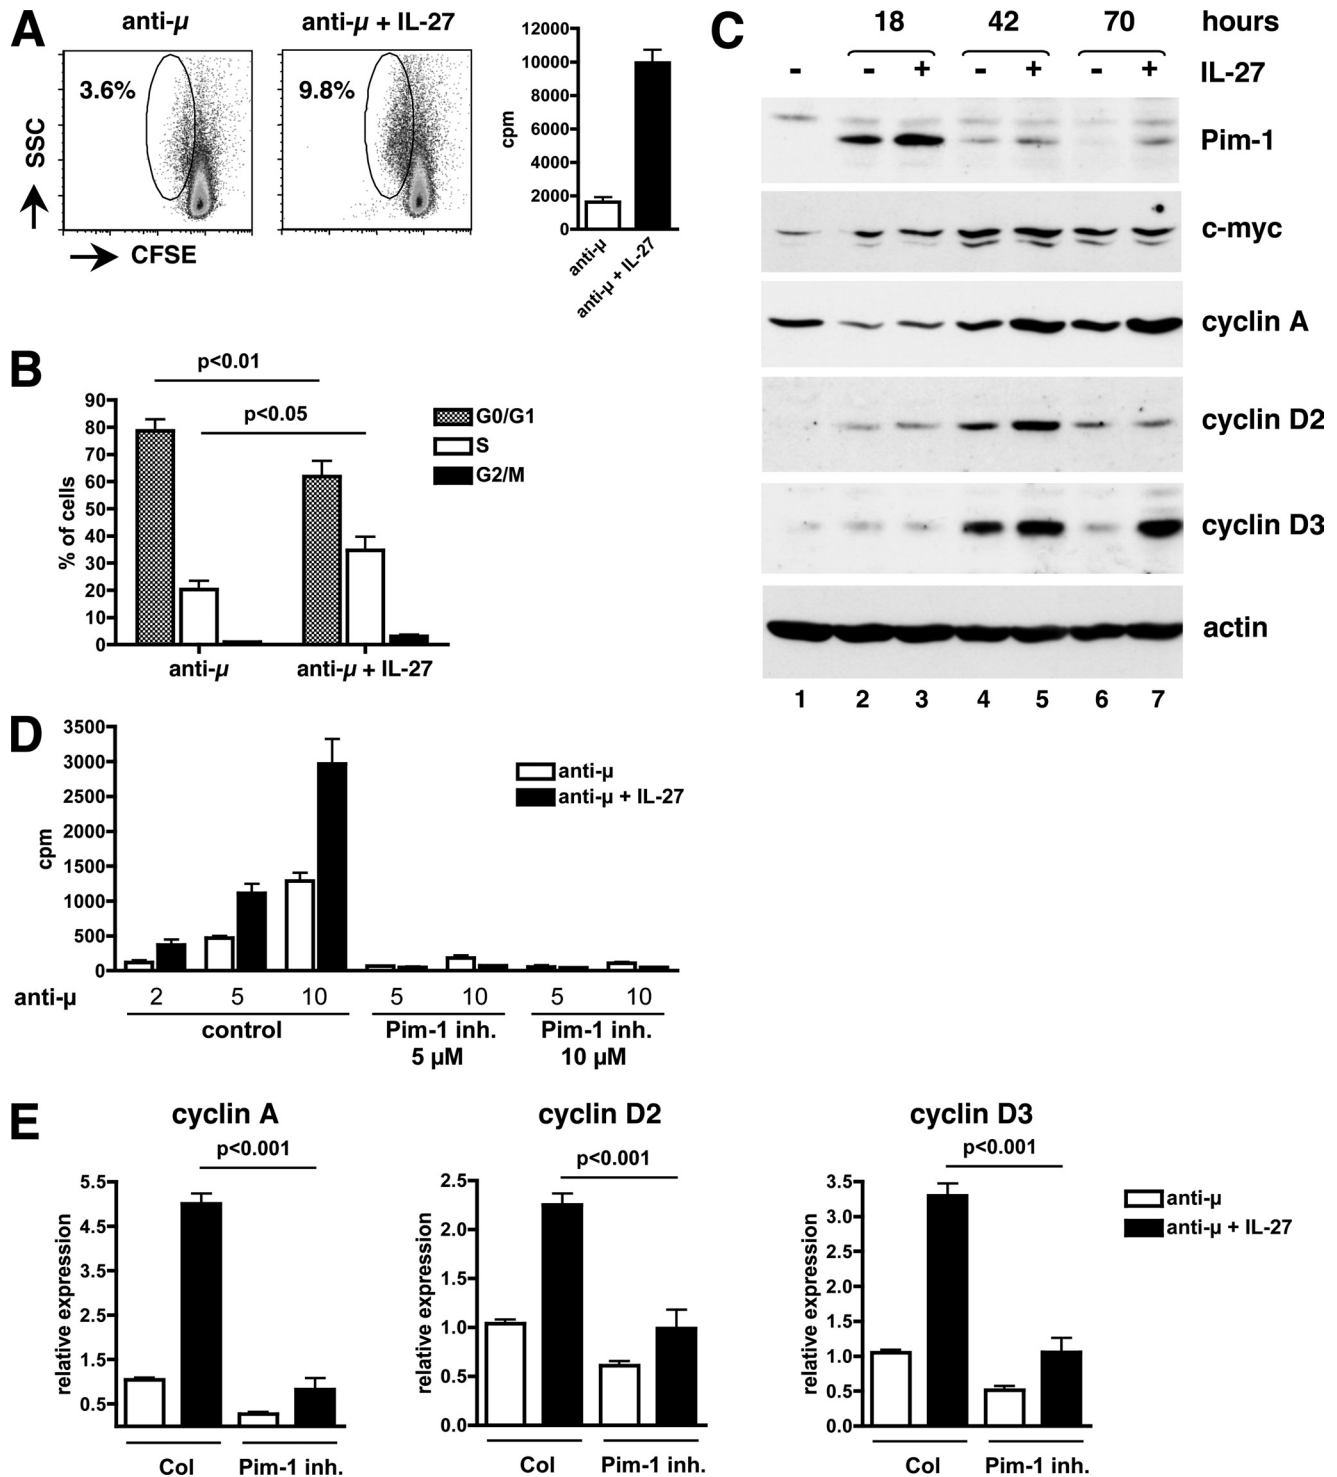 A
anti-μ
anti-μ + IL-27
3.6%
9.8%
SSC
CFSE
12000
10000
8000
6000
4000
2000
0
cpm
anti-μ
anti-μ + IL-27
B
p<0.01
p<0.05
90
80
70
60
50
40
30
20
10
0
% of cells
G0/G1
S
G2/M
anti-μ
anti-μ + IL-27
C
18 42 70 hours
- - + - + - + IL-27
Pim-1
c-myc
cyclin A
cyclin D2
cyclin D3
actin
1 2 3 4 5 6 7
D
3500
3000
2500
2000
1500
1000
500
0
cpm
anti-μ
anti-μ + IL-27
anti-μ 2 5 10 5 10 5 10
control Pim-1 inh. Pim-1 inh.
5 μM 10 μM
E
cyclin A
p<0.001
5.5
4.5
3.5
2.5
1.5
0.5
relative expression
Col Pim-1 inh.
cyclin D2
p<0.001
2.5
2.0
1.5
1.0
0.5
0.0
relative expression
Col Pim-1 inh.
cyclin D3
p<0.001
3.5
3.0
2.5
2.0
1.5
1.0
0.5
0.0
relative expression
Col Pim-1 inh.
anti-μ
anti-μ + IL-27